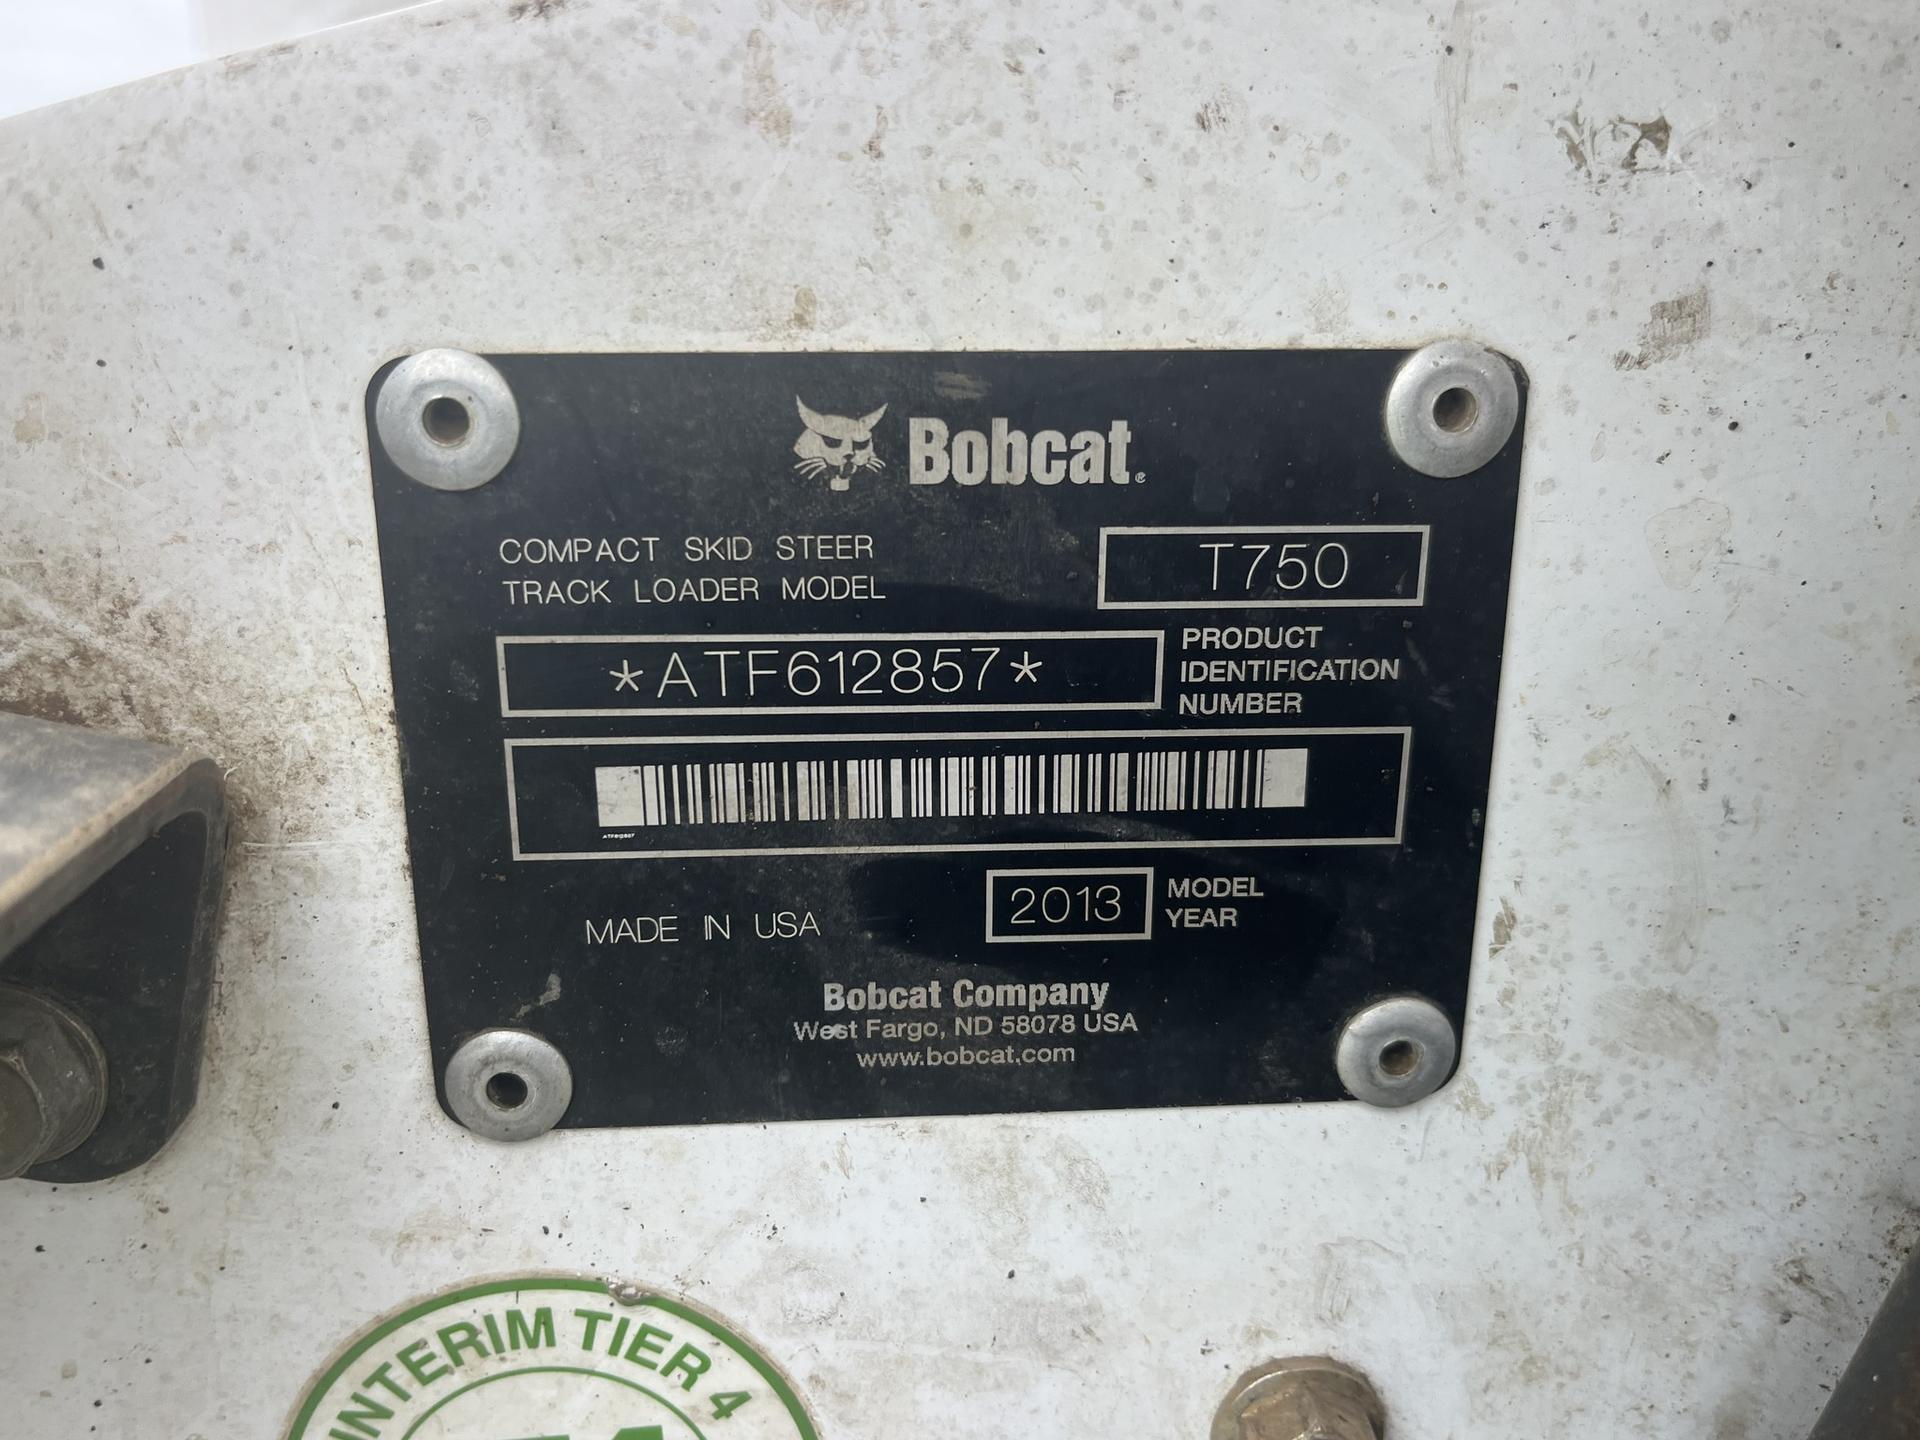 Bobcat®
COMPACT SKID STEER
TRACK LOADER MODEL
T750
*ATF612857*
PRODUCT
IDENTIFICATION
NUMBER
ATF612857
MADE IN USA
2013
MODEL
YEAR
Bobcat Company
West Fargo, ND 58078 USA
www.bobcat.com
INTERIM TIER 4